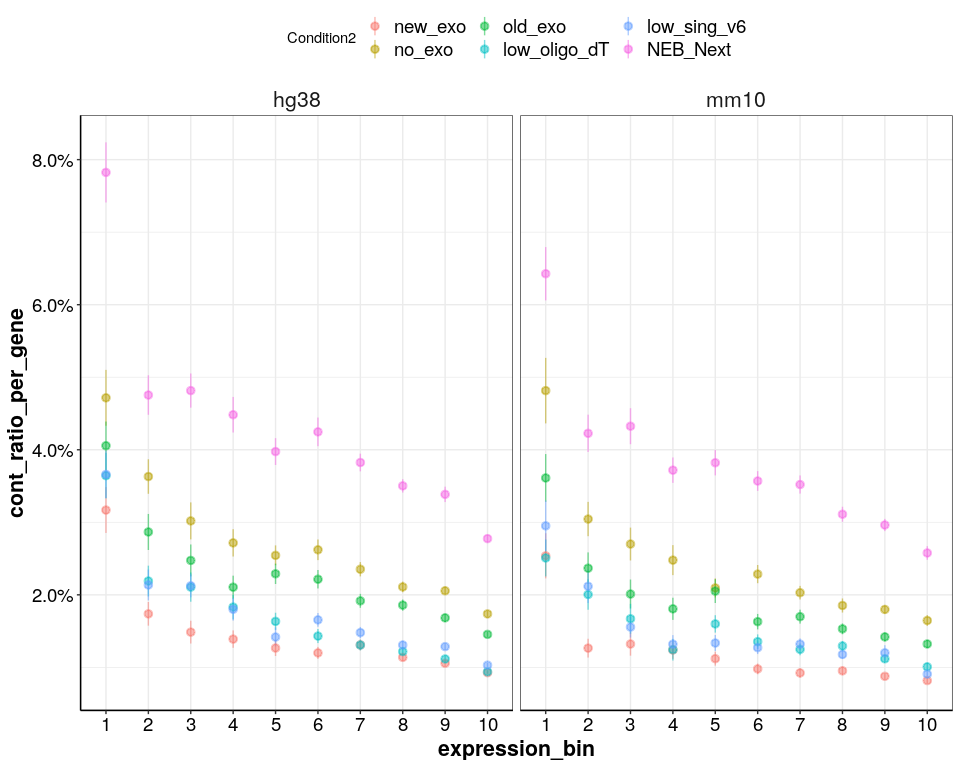 Condition2 new_exo old_exo low_sing_v6
no_exo low_oligo_dT NEB_Next
hg38 mm10
8.0%
6.0%
4.0%
2.0%
cont_ratio_per_gene
1 2 3 4 5 6 7 8 9 10 1 2 3 4 5 6 7 8 9 10
expression_bin